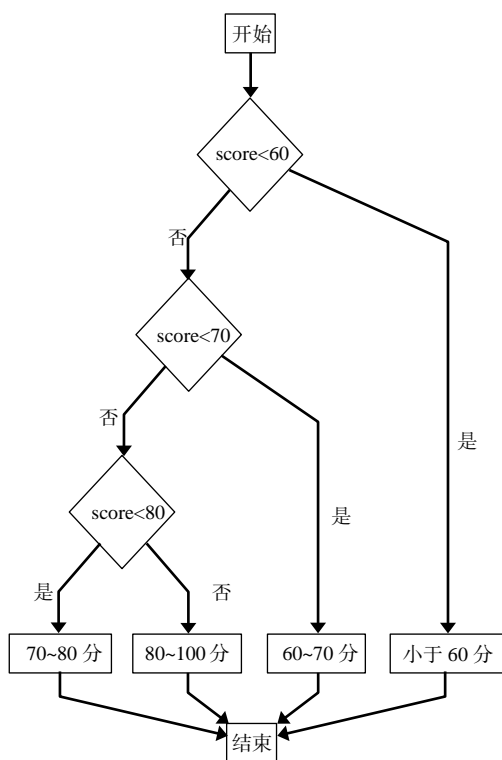 开始
score<60
否
score<70
否
是
score<80
是
是
否
70~80 分
80~100 分
60~70 分
小于 60 分
结束